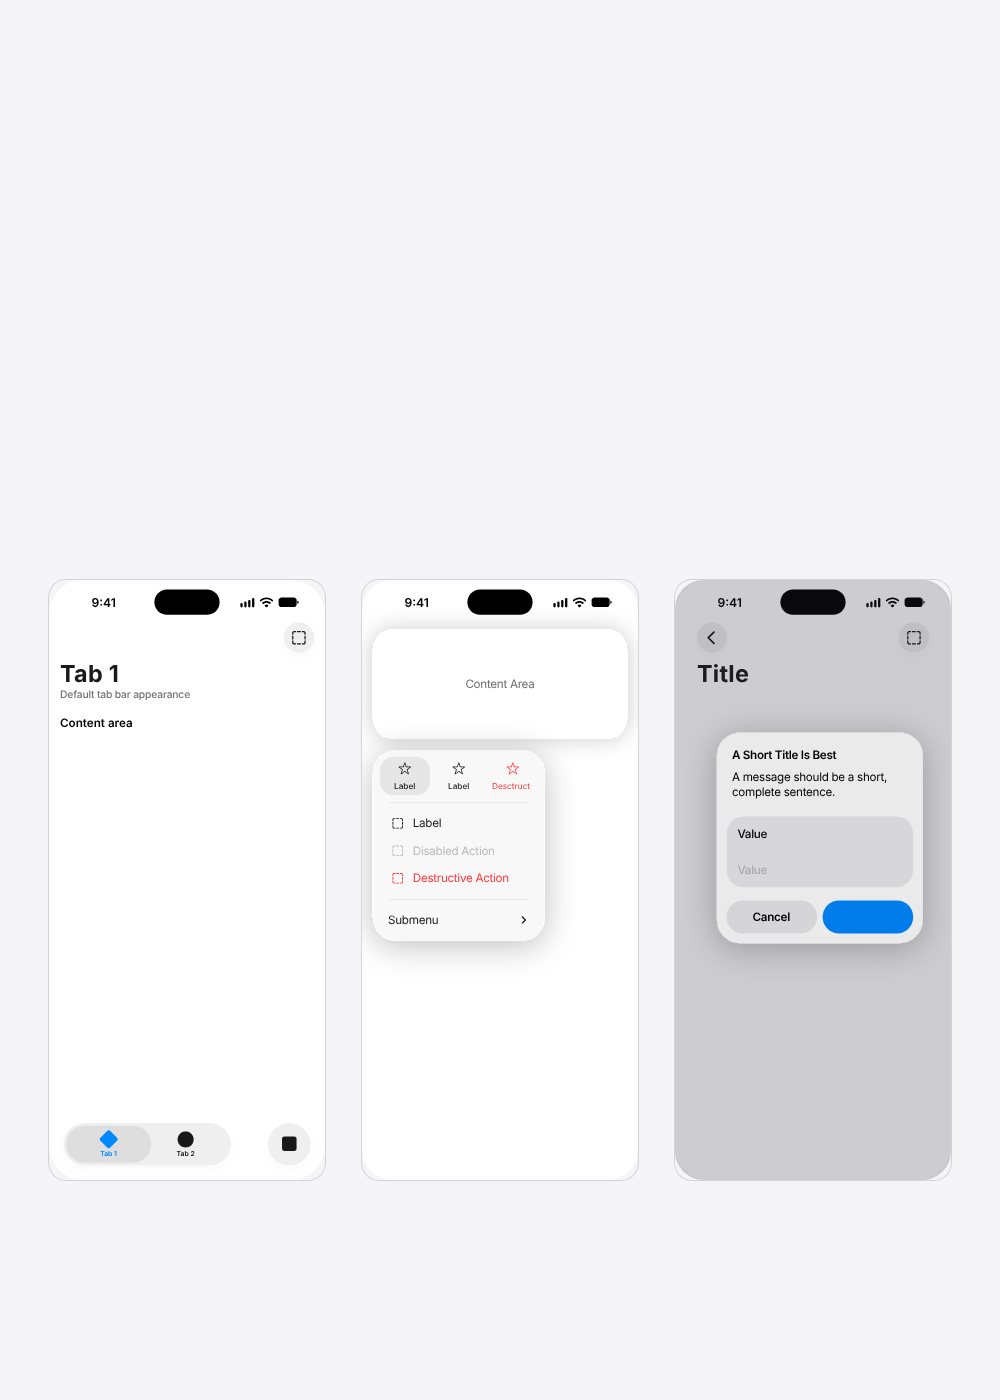 9:41
Tab 1
Default tab bar appearance
Content area
Tab 1
Tab 2
9:41
Content Area
Label
Label
Desctruct
Label
Disabled Action
Destructive Action
Submenu
9:41
Title
A Short Title Is Best
A message should be a short,
complete sentence.
Value
Value
Cancel